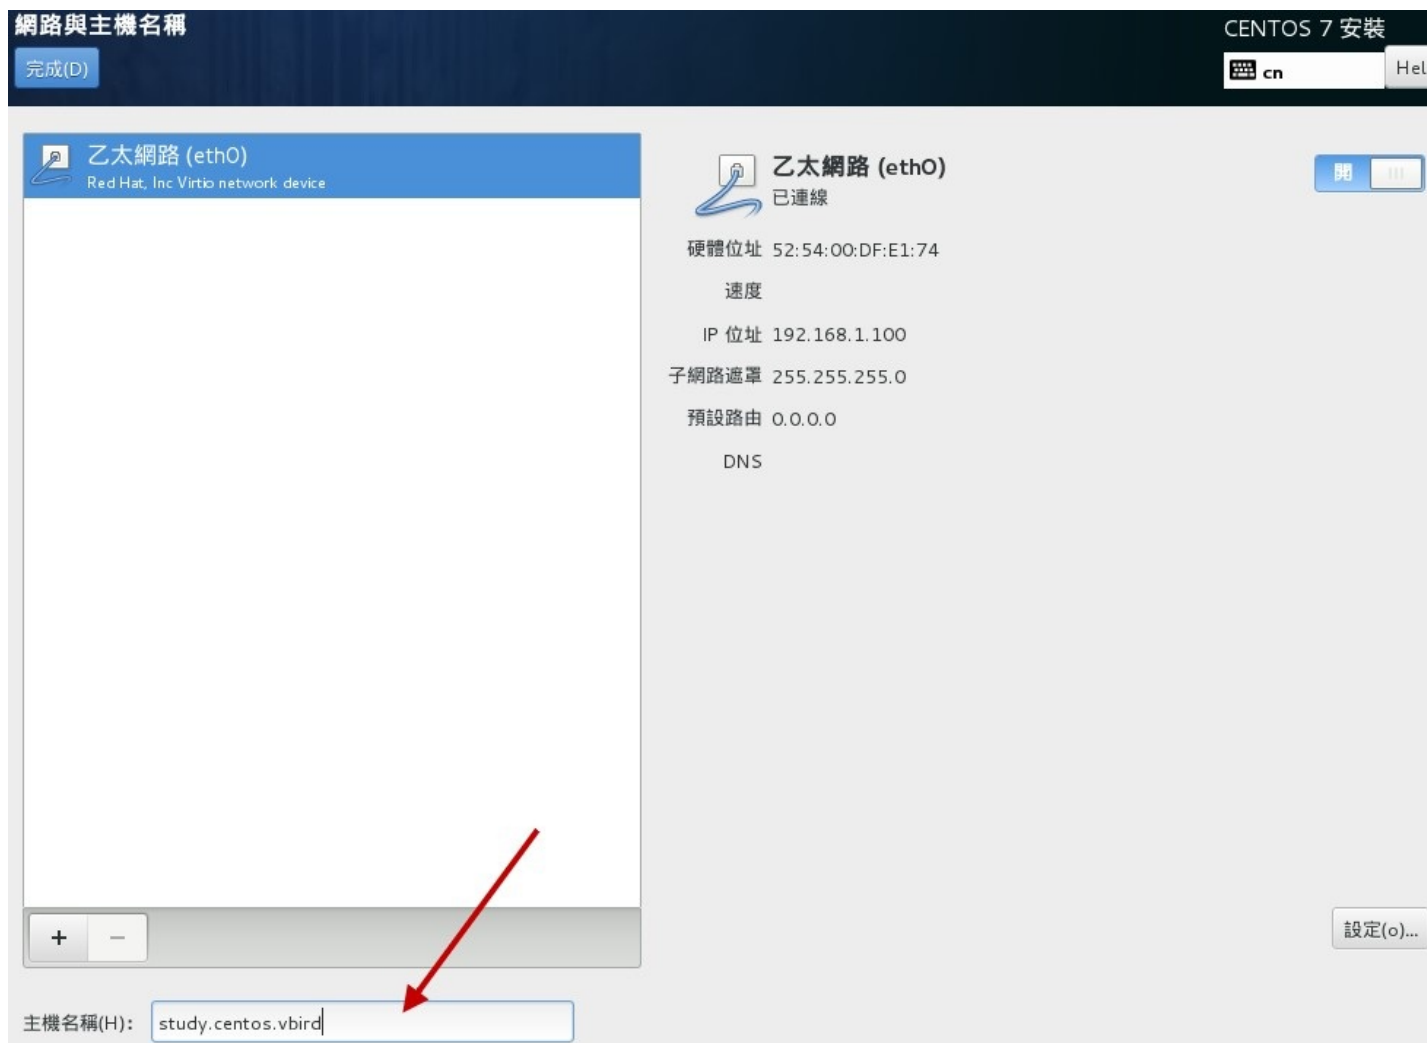 網路與主機名稱
CENTOS 7 安裝
完成(D)
cn
Hel
乙太網路 (eth0)
Red Hat, Inc Virtio network device
乙太網路 (eth0)
已連線
開
硬體位址 52:54:00:DF:E1:74
速度
IP 位址 192.168.1.100
子網路遮罩 255.255.255.0
預設路由 0.0.0.0
DNS
+ −
設定(o)...
主機名稱(H): study.centos.vbird